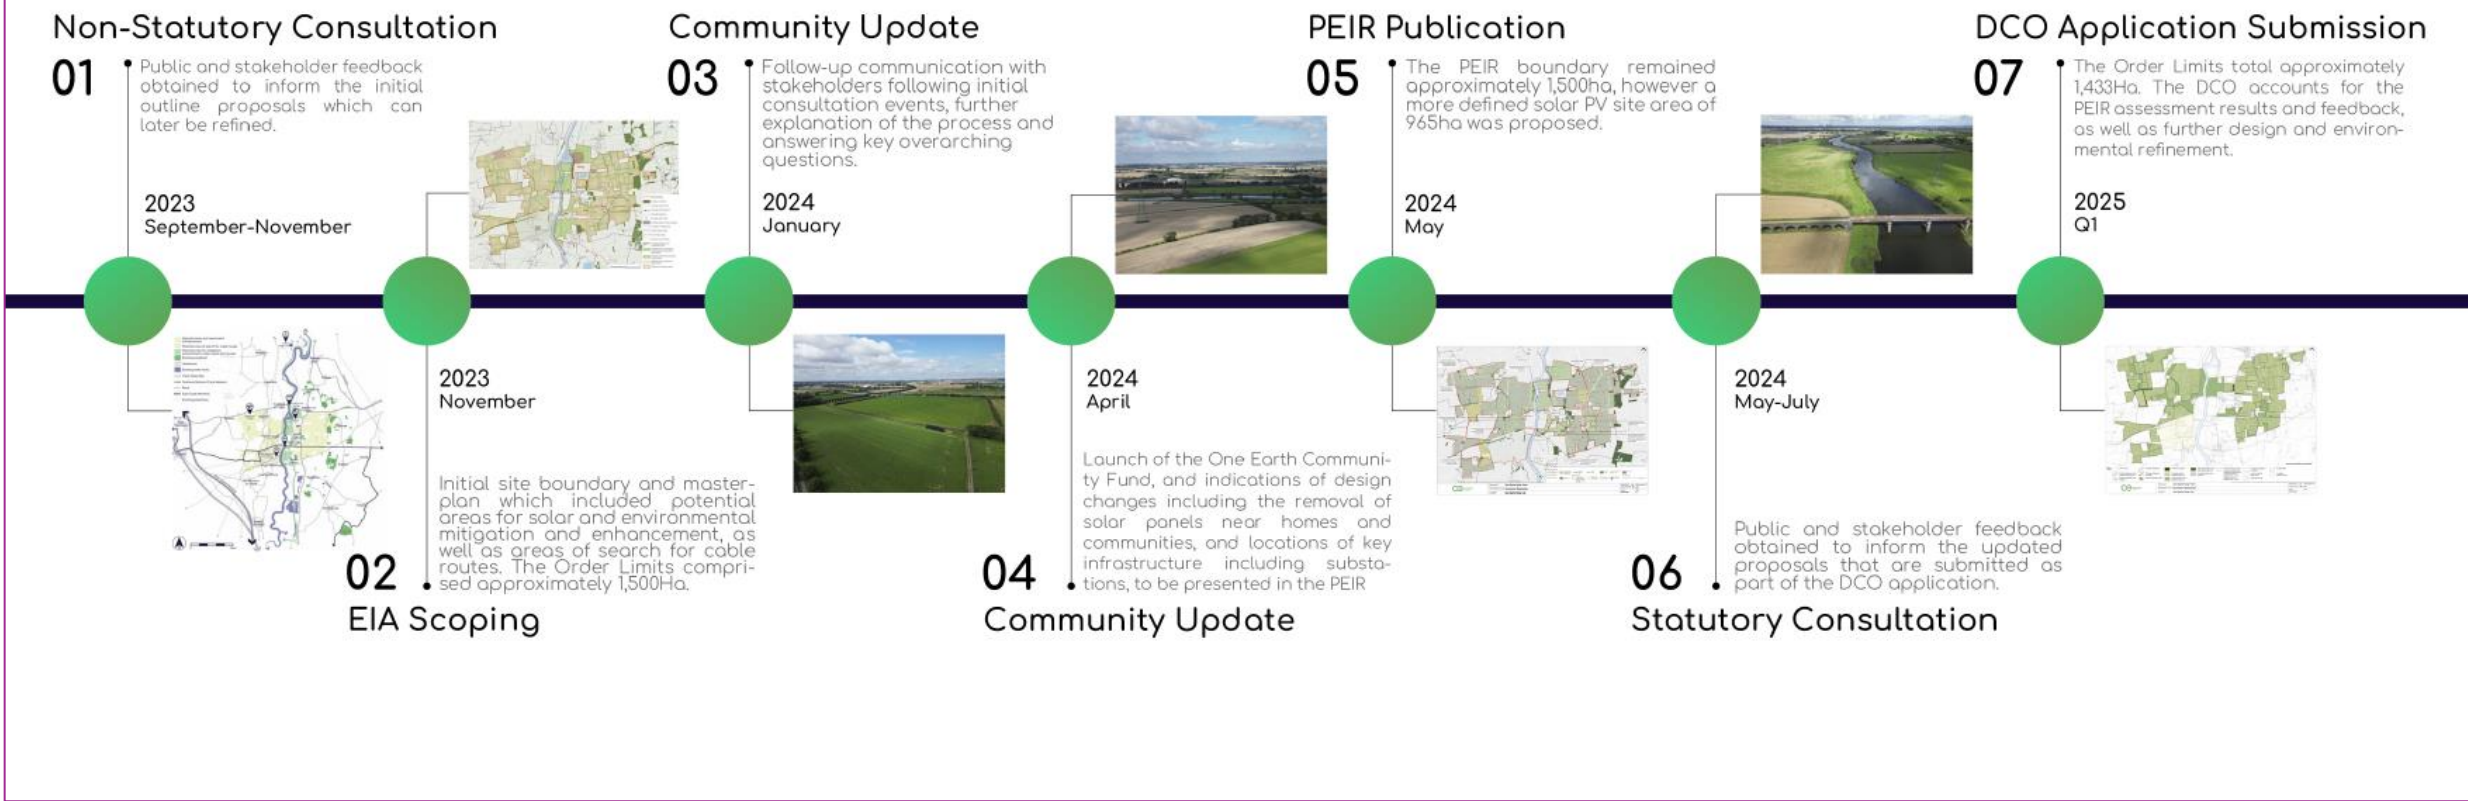 Non-Statutory Consultation
01
Public and stakeholder feedback
obtained to inform the initial
outline proposals which can
later be refined.
2023
September-November
2023
November
Initial site boundary and master-
plan which included potential
areas for solar and environmental
mitigation and enhancement, as
well as areas of search for cable
routes. The Order Limits compri-
sed approximately 1,500Ha.
02
EIA Scoping
Community Update
03
Follow-up communication with
stakeholders following initial
consultation events, further
explanation of the process and
answering key overarching
questions.
2024
January
2024
April
Launch of the One Earth Communi-
ty Fund, and indications of design
changes including the removal of
solar panels near homes and
communities, and locations of key
infrastructure including substa-
tions, to be presented in the PEIR
04
Community Update
PEIR Publication
05
The PEIR boundary remained
approximately 1,500ha, however a
more defined solar PV site area of
965ha was proposed.
2024
May
2024
May-July
Public and stakeholder feedback
obtained to inform the updated
proposals that are submitted as
part of the DCO application.
06
Statutory Consultation
DCO Application Submission
07
The Order Limits total approximately
1,433Ha. The DCO accounts for the
PEIR assessment results and feedback,
as well as further design and environ-
mental refinement.
2025
Q1